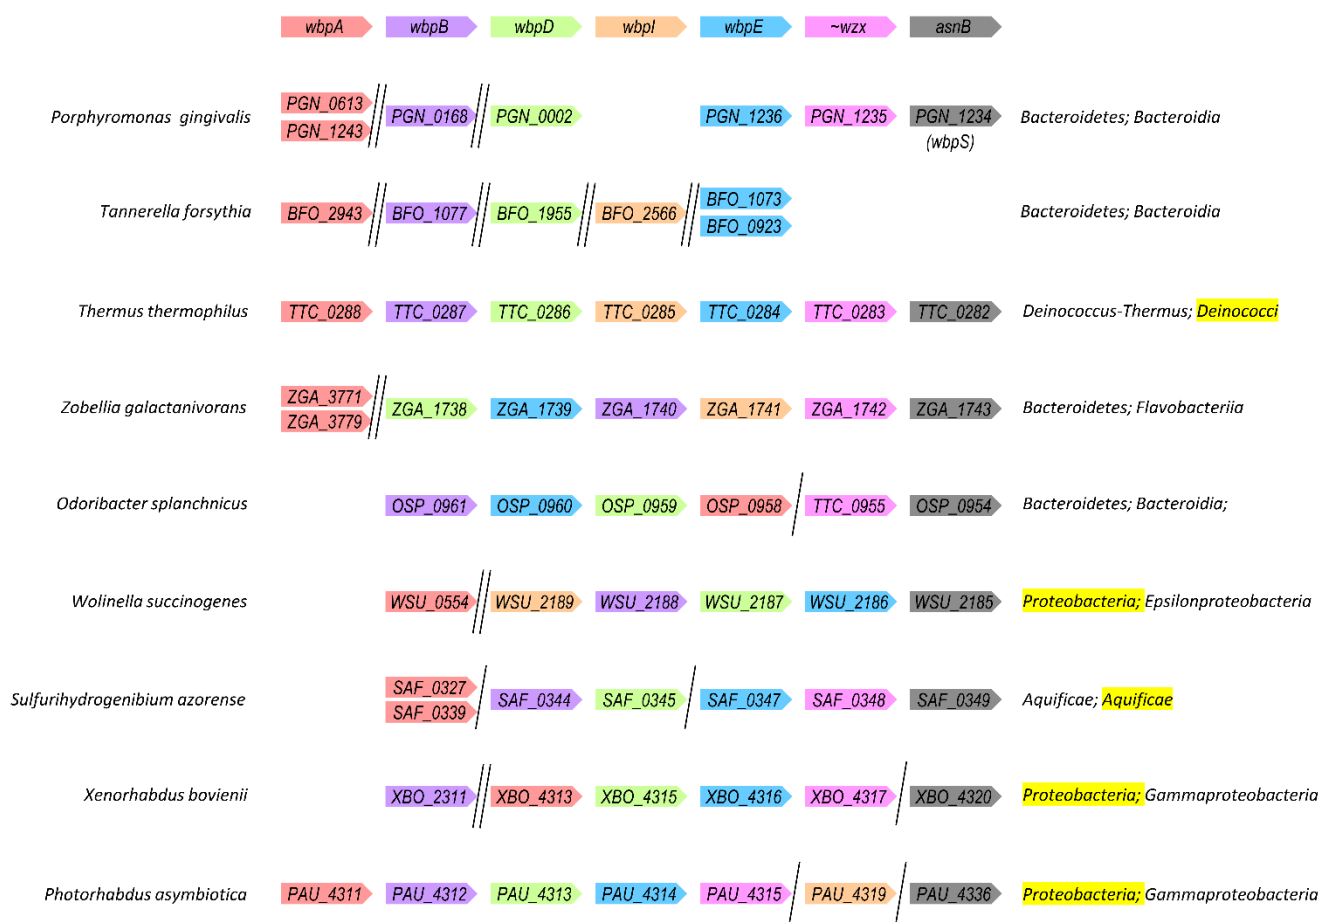 wbpA wbpB wbpD wbpI wbpE ~wzx asnB
PGN_0613
Porphyromonas gingivalis PGN_0168 PGN_0002 PGN_1236 PGN_1235 PGN_1234 Bacteroidetes; Bacteroidia
PGN_1243
(wbpS)
BFO_1073
Tannerella forsythia BFO_2943 BFO_1077 BFO_1955 BFO_2566 Bacteroidetes; Bacteroidia
BFO_0923
Thermus thermophilus TTC_0288 TTC_0287 TTC_0286 TTC_0285 TTC_0284 TTC_0283 TTC_0282 Deinococcus-Thermus; Deinococci
ZGA_3771
Zobellia galactanivorans ZGA_1738 ZGA_1739 ZGA_1740 ZGA_1741 ZGA_1742 ZGA_1743 Bacteroidetes; Flavobacteriia
ZGA_3779
Odoribacter splanchnicus OSP_0961 OSP_0960 OSP_0959 OSP_0958 TTC_0955 OSP_0954 Bacteroidetes; Bacteroidia;
Wolinella succinogenes WSU_0554 WSU_2189 WSU_2188 WSU_2187 WSU_2186 WSU_2185 Proteobacteria; Epsilonproteobacteria
SAF_0327
Sulfurihydrogenibium azorense SAF_0344 SAF_0345 SAF_0347 SAF_0348 SAF_0349 Aquificae; Aquificae
SAF_0339
Xenorhabdus bovienii XBO_2311 XBO_4313 XBO_4315 XBO_4316 XBO_4317 XBO_4320 Proteobacteria; Gammaproteobacteria
Photorhabdus asymbiotica PAU_4311 PAU_4312 PAU_4313 PAU_4314 PAU_4315 PAU_4319 PAU_4336 Proteobacteria; Gammaproteobacteria